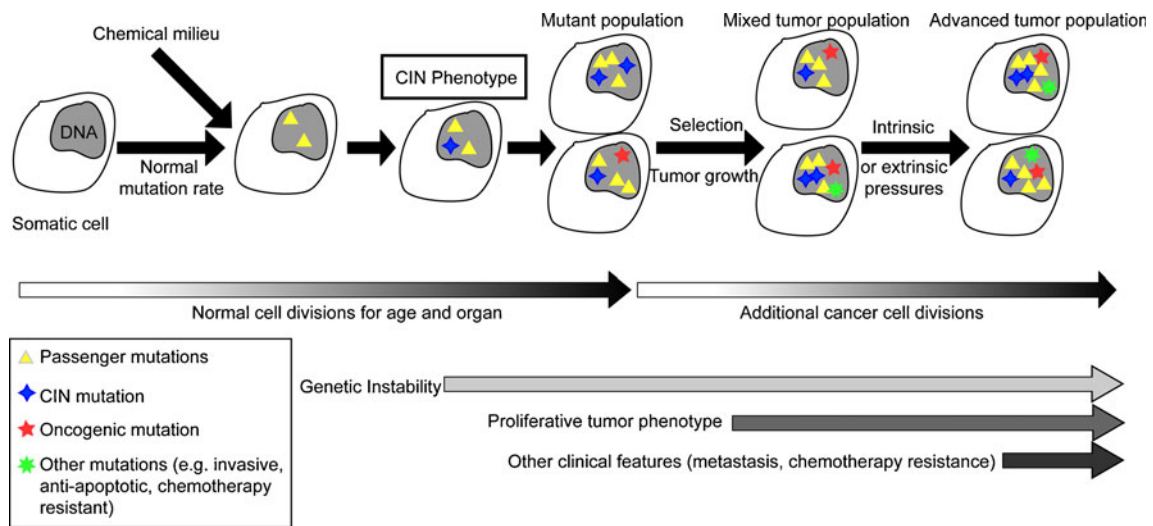 Chemical milieu
DNA
Normal
mutation rate
Somatic cell
CIN Phenotype
Mutant population
Selection
Tumor growth
Mixed tumor population
Intrinsic
or extrinsic
pressures
Advanced tumor population
Normal cell divisions for age and organ
Additional cancer cell divisions
Passenger mutations
CIN mutation
Oncogenic mutation
Other mutations (e.g. invasive,
anti-apoptotic, chemotherapy
resistant)
Genetic Instability
Proliferative tumor phenotype
Other clinical features (metastasis, chemotherapy resistance)